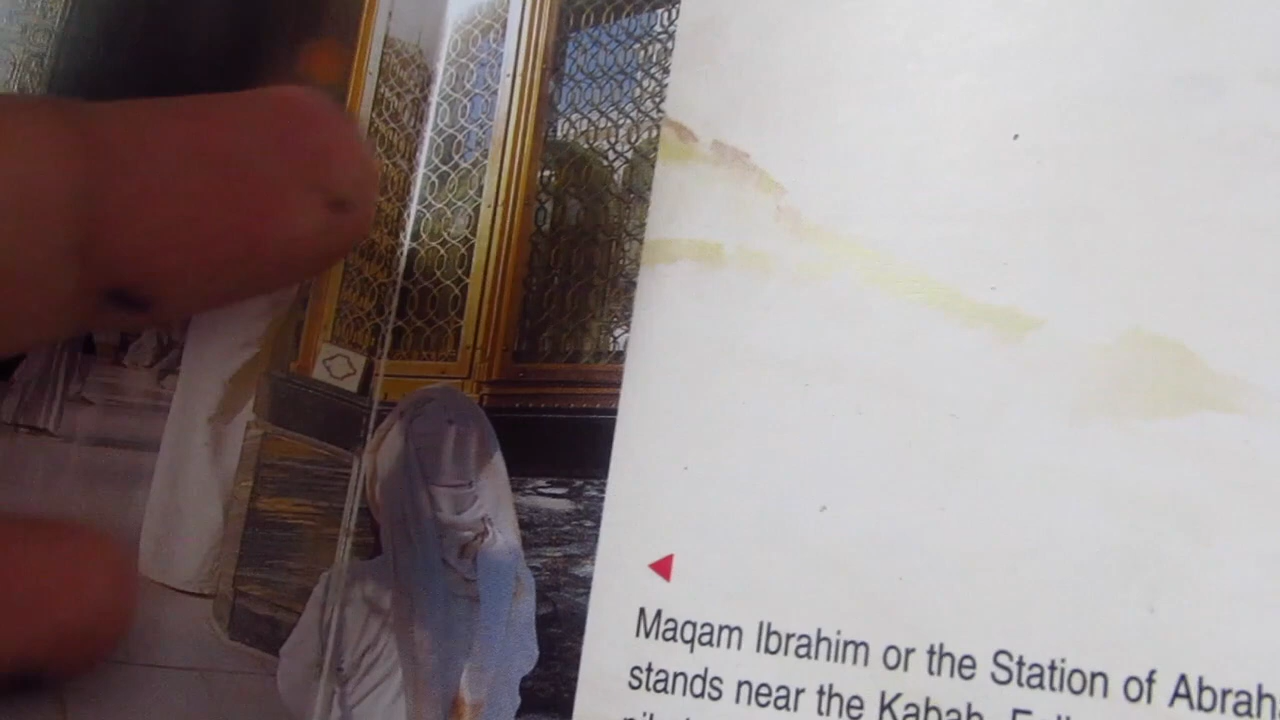 Maqam Ibrahim or the Station of Abrah
stands near the Kabah.